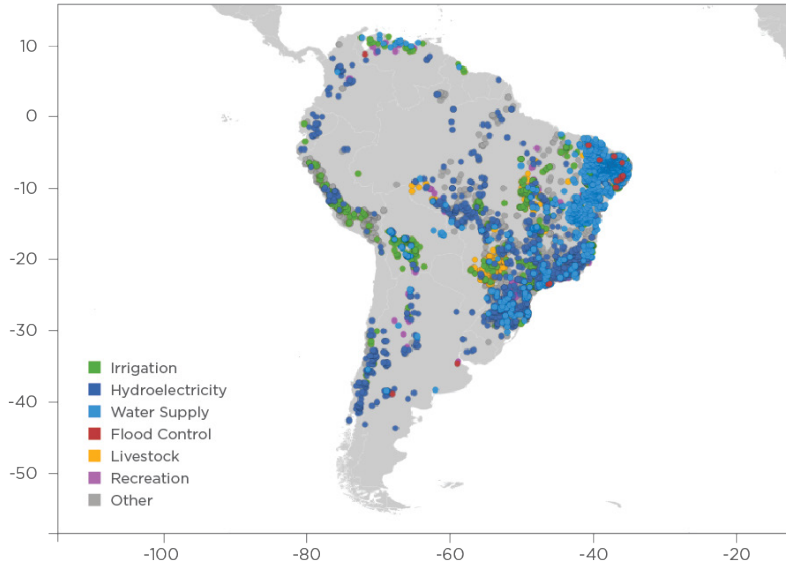 10
0
-10
-20
-30
-40
-50
Irrigation
Hydroelectricity
Water Supply
Flood Control
Livestock
Recreation
Other
-100
-80
-60
-40
-20